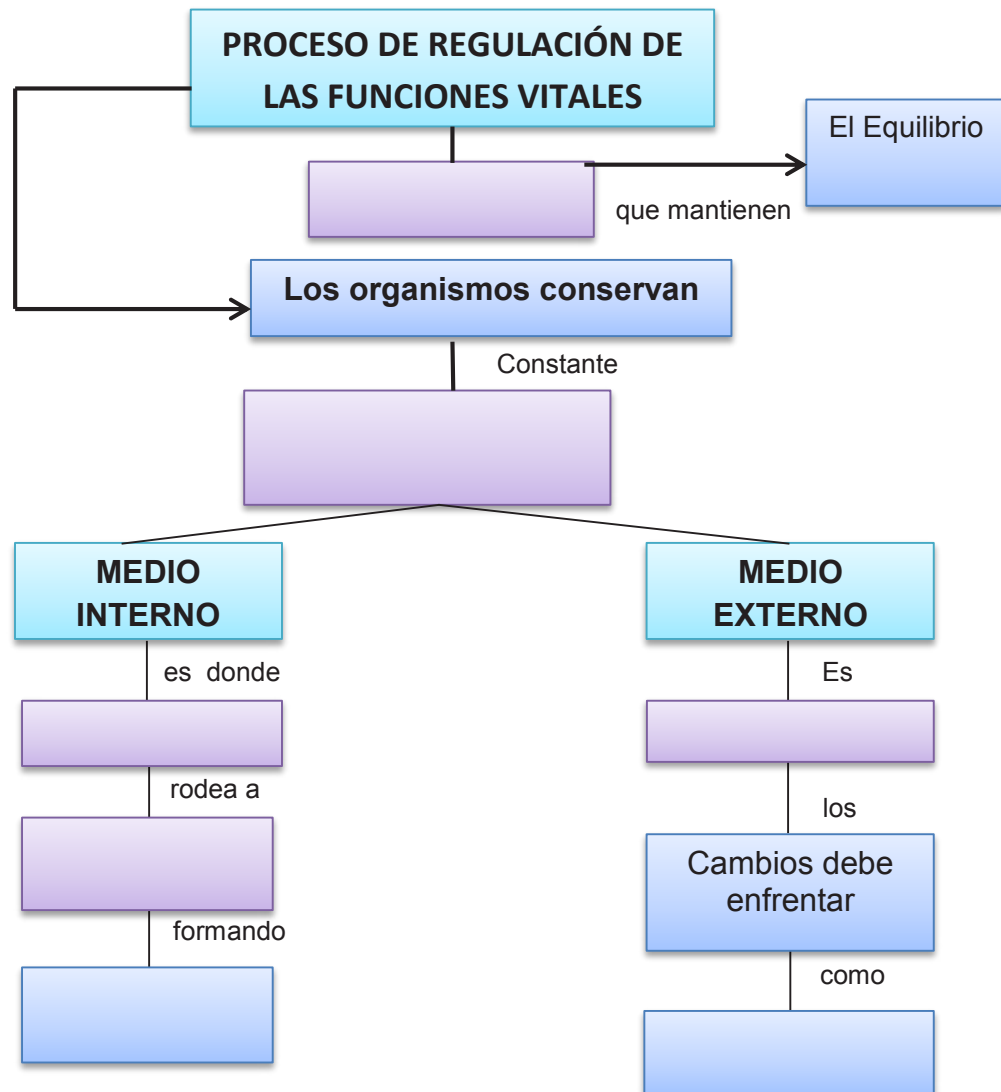 PROCESO DE REGULACIÓN DE
LAS FUNCIONES VITALES
El Equilibrio
que mantienen
Los organismos conservan
Constante
MEDIO
INTERNO
MEDIO
EXTERNO
es donde
Es
rodea a
los
Cambios debe
enfrentar
formando
como